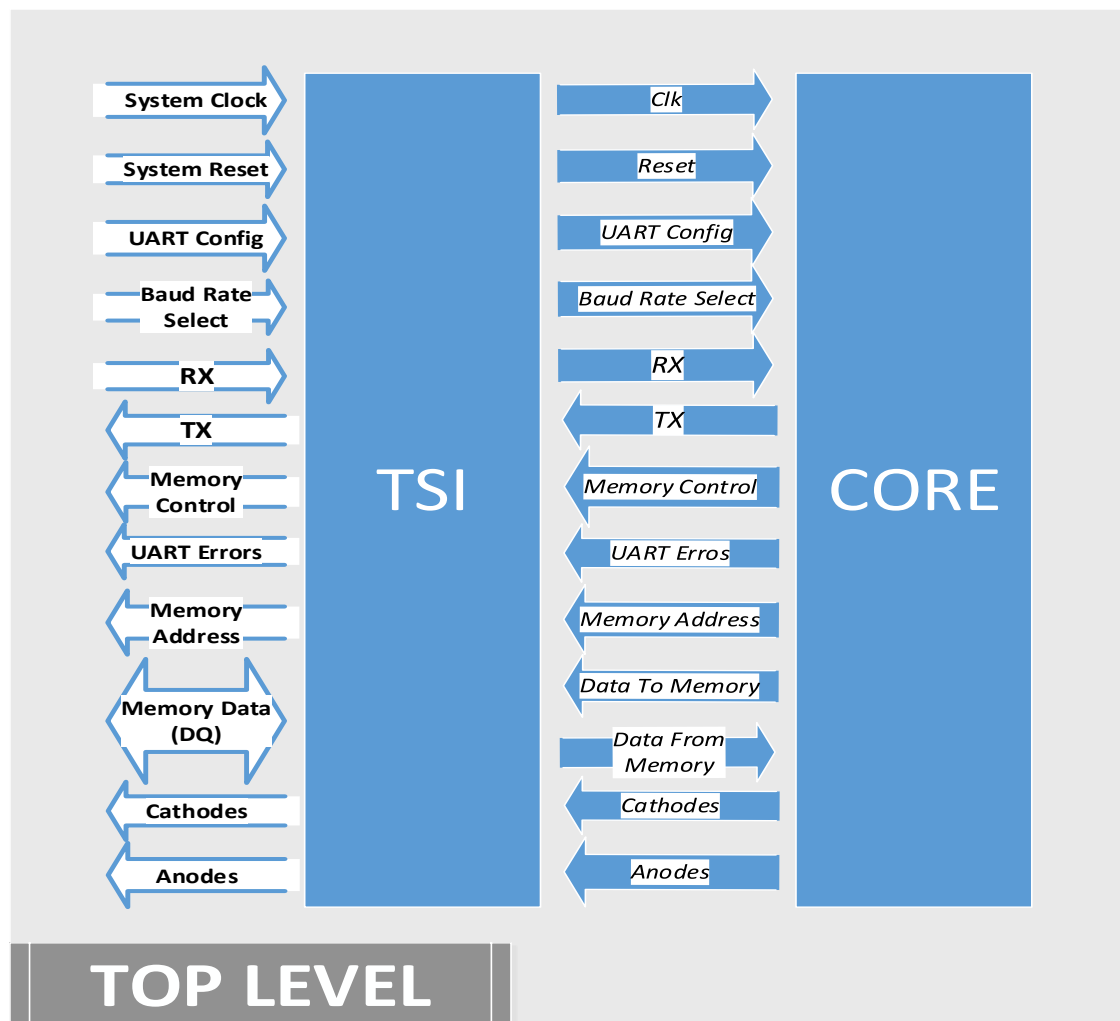 System Clock
System Reset
UART Config
Baud Rate
Select
RX
TX
Memory
Control
UART Errors
Memory
Address
Memory Data
(DQ)
Cathodes
Anodes
TSI
Clk
Reset
UART Config
Baud Rate Select
RX
TX
Memory Control
UART Erros
Memory Address
Data To Memory
Data From
Memory
Cathodes
Anodes
CORE
TOP LEVEL